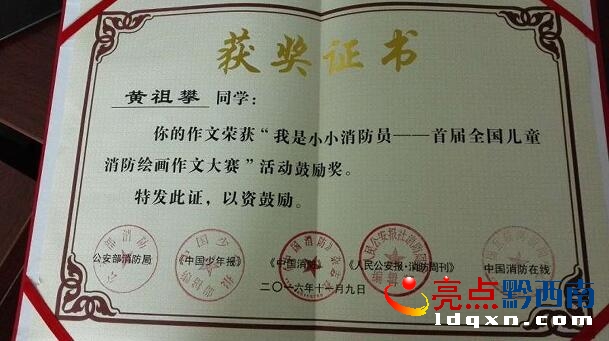 获奖证书
黄祖攀 同学：
你的作文荣获“我是小小消防员——首届全国儿童
消防绘画作文大赛”活动鼓励奖。
特发此证，以资鼓励。
公安部消防局 《中国少年报》 《中国消防》 《人民公安报·消防周刊》 中国消防在线
二〇一六年十一月九日
亮点黔西南
ldqxn.com